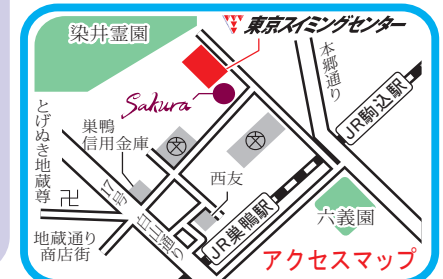 染井霊園
東京スイミングセンター
本郷通り
Sakura
JR駒込駅
とげぬき地蔵尊
巣鴨
信用金庫
文
文
卍
17号
白山通り
西友
JR巣鴨駅
六義園
地蔵通り
商店街
アクセスマップ